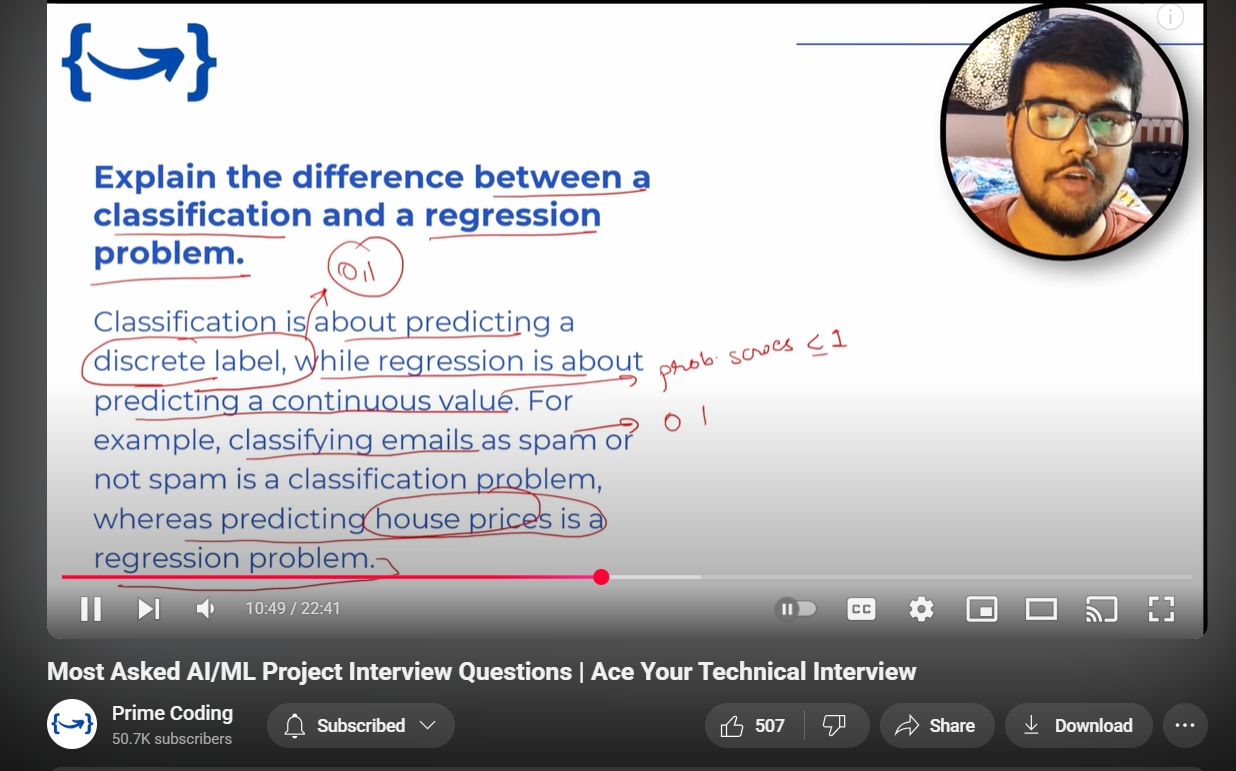 Explain the difference between a
classification and a regression
problem.
0,1
Classification is about predicting a
discrete label, while regression is about
prob. scroes ≤ 1
predicting a continuous value. For
0 1
example, classifying emails as spam or
not spam is a classification problem,
whereas predicting house prices is a
regression problem.
10:49 / 22:41
CC
Most Asked AI/ML Project Interview Questions | Ace Your Technical Interview
Prime Coding
50.7K subscribers
Subscribed
507
Share
Download